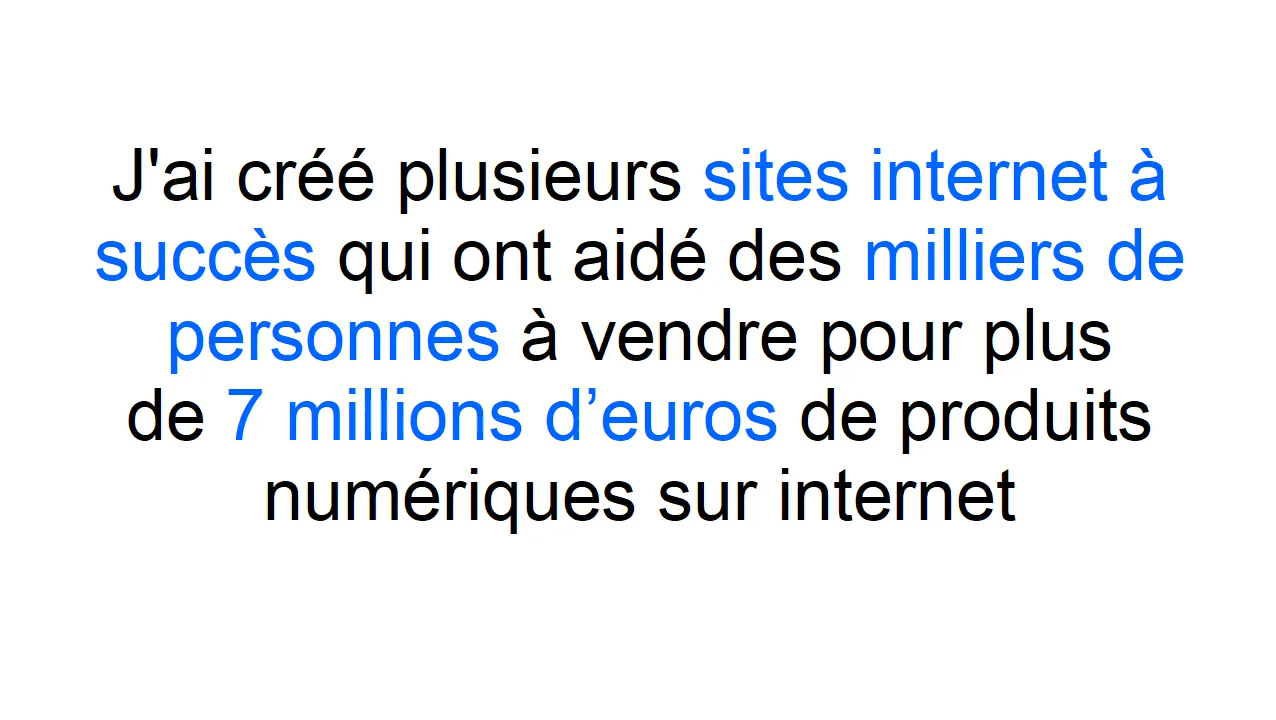 J'ai créé plusieurs sites internet à
succès qui ont aidé des milliers de
personnes à vendre pour plus
de 7 millions d’euros de produits
numériques sur internet